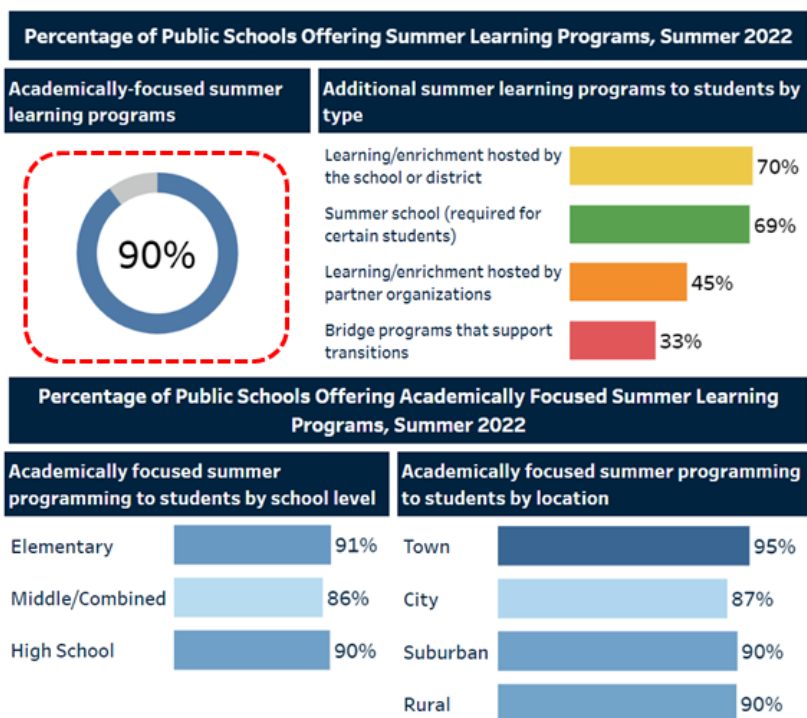 Percentage of Public Schools Offering Summer Learning Programs, Summer 2022
Academically-focused summer
learning programs
90%
Additional summer learning programs to students by
type
Learning/enrichment hosted by
the school or district
70%
Summer school (required for
certain students)
69%
Learning/enrichment hosted by
partner organizations
45%
Bridge programs that support
transitions
33%
Percentage of Public Schools Offering Academically Focused Summer Learning
Programs, Summer 2022
Academically focused summer
programming to students by school level
Elementary 91%
Middle/Combined 86%
High School 90%
Academically focused summer programming
to students by location
Town 95%
City 87%
Suburban 90%
Rural 90%